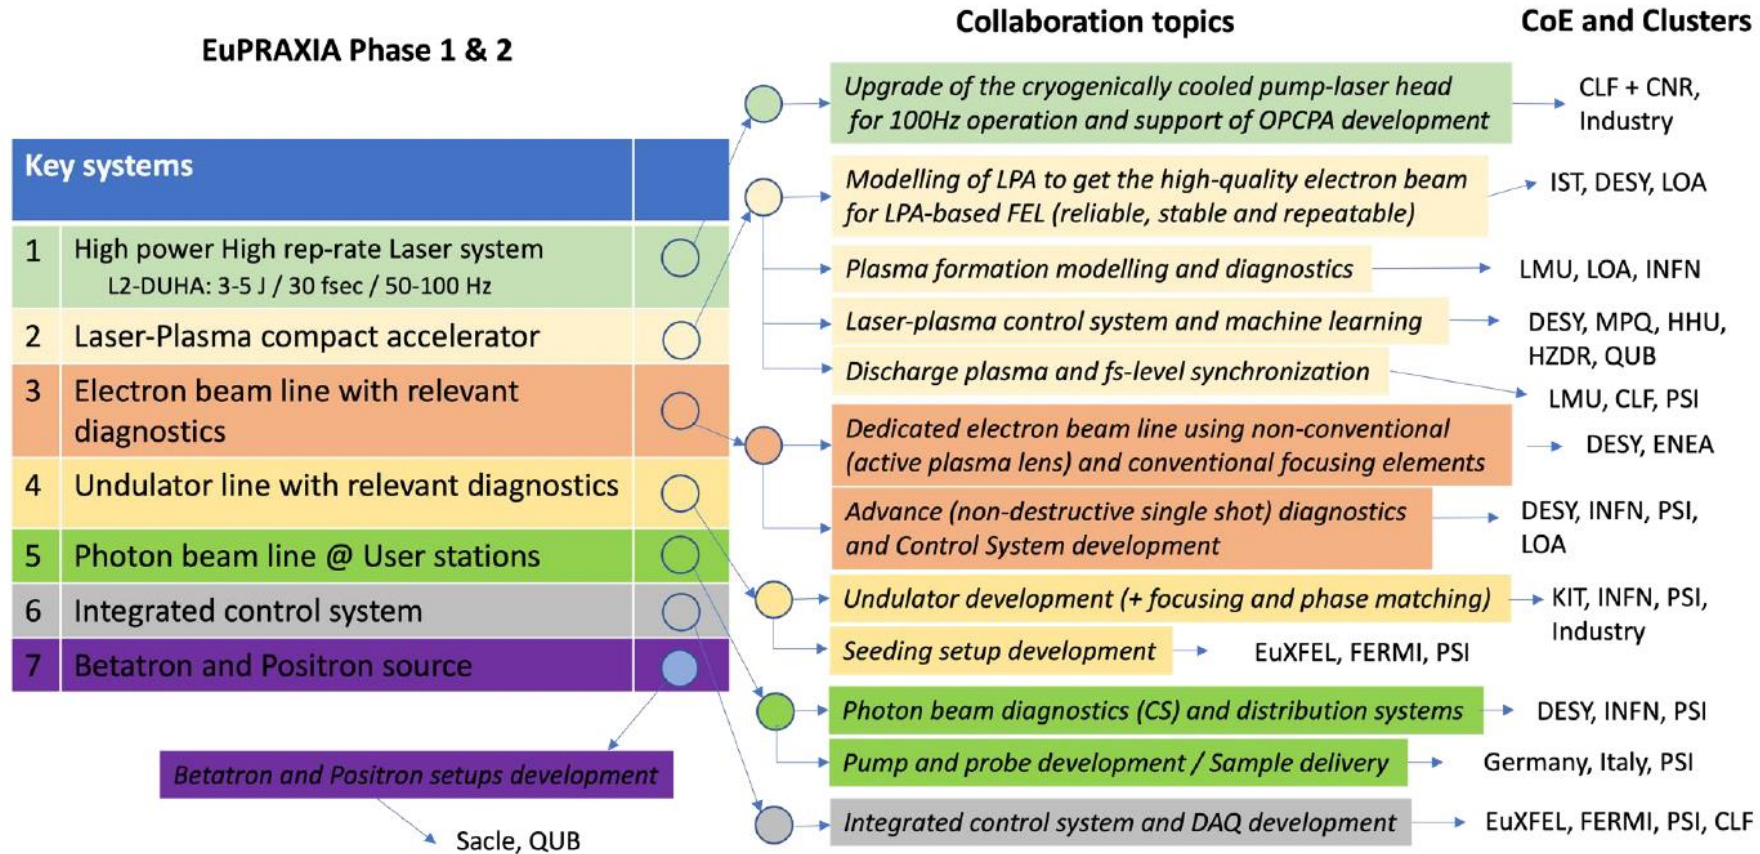 EuPRAXIA Phase 1 & 2
Collaboration topics
CoE and Clusters
Key systems
1 High power High rep-rate Laser system
L2-DUHA: 3-5 J / 30 fsec / 50-100 Hz
2 Laser-Plasma compact accelerator
3 Electron beam line with relevant
diagnostics
4 Undulator line with relevant diagnostics
5 Photon beam line @ User stations
6 Integrated control system
7 Betatron and Positron source
Betatron and Positron setups development
Sacle, QUB
Upgrade of the cryogenically cooled pump-laser head
for 100Hz operation and support of OPCPA development
CLF + CNR,
Industry
Modelling of LPA to get the high-quality electron beam
for LPA-based FEL (reliable, stable and repeatable)
IST, DESY, LOA
Plasma formation modelling and diagnostics
LMU, LOA, INFN
Laser-plasma control system and machine learning
DESY, MPQ, HHU,
HZDR, QUB
Discharge plasma and fs-level synchronization
LMU, CLF, PSI
Dedicated electron beam line using non-conventional
(active plasma lens) and conventional focusing elements
DESY, ENEA
Advance (non-destructive single shot) diagnostics
and Control System development
DESY, INFN, PSI,
LOA
Undulator development (+ focusing and phase matching)
KIT, INFN, PSI,
Industry
Seeding setup development
EuXFEL, FERMI, PSI
Photon beam diagnostics (CS) and distribution systems
DESY, INFN, PSI
Pump and probe development / Sample delivery
Germany, Italy, PSI
Integrated control system and DAQ development
EuXFEL, FERMI, PSI, CLF